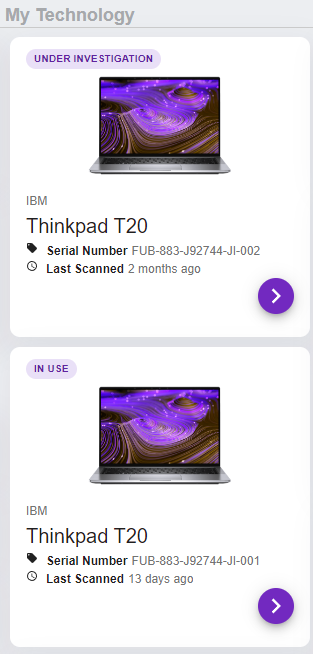 My Technology
UNDER INVESTIGATION
IBM
Thinkpad T20
Serial Number FUB-883-J92744-JI-002
Last Scanned 2 months ago
IN USE
IBM
Thinkpad T20
Serial Number FUB-883-J92744-JI-001
Last Scanned 13 days ago